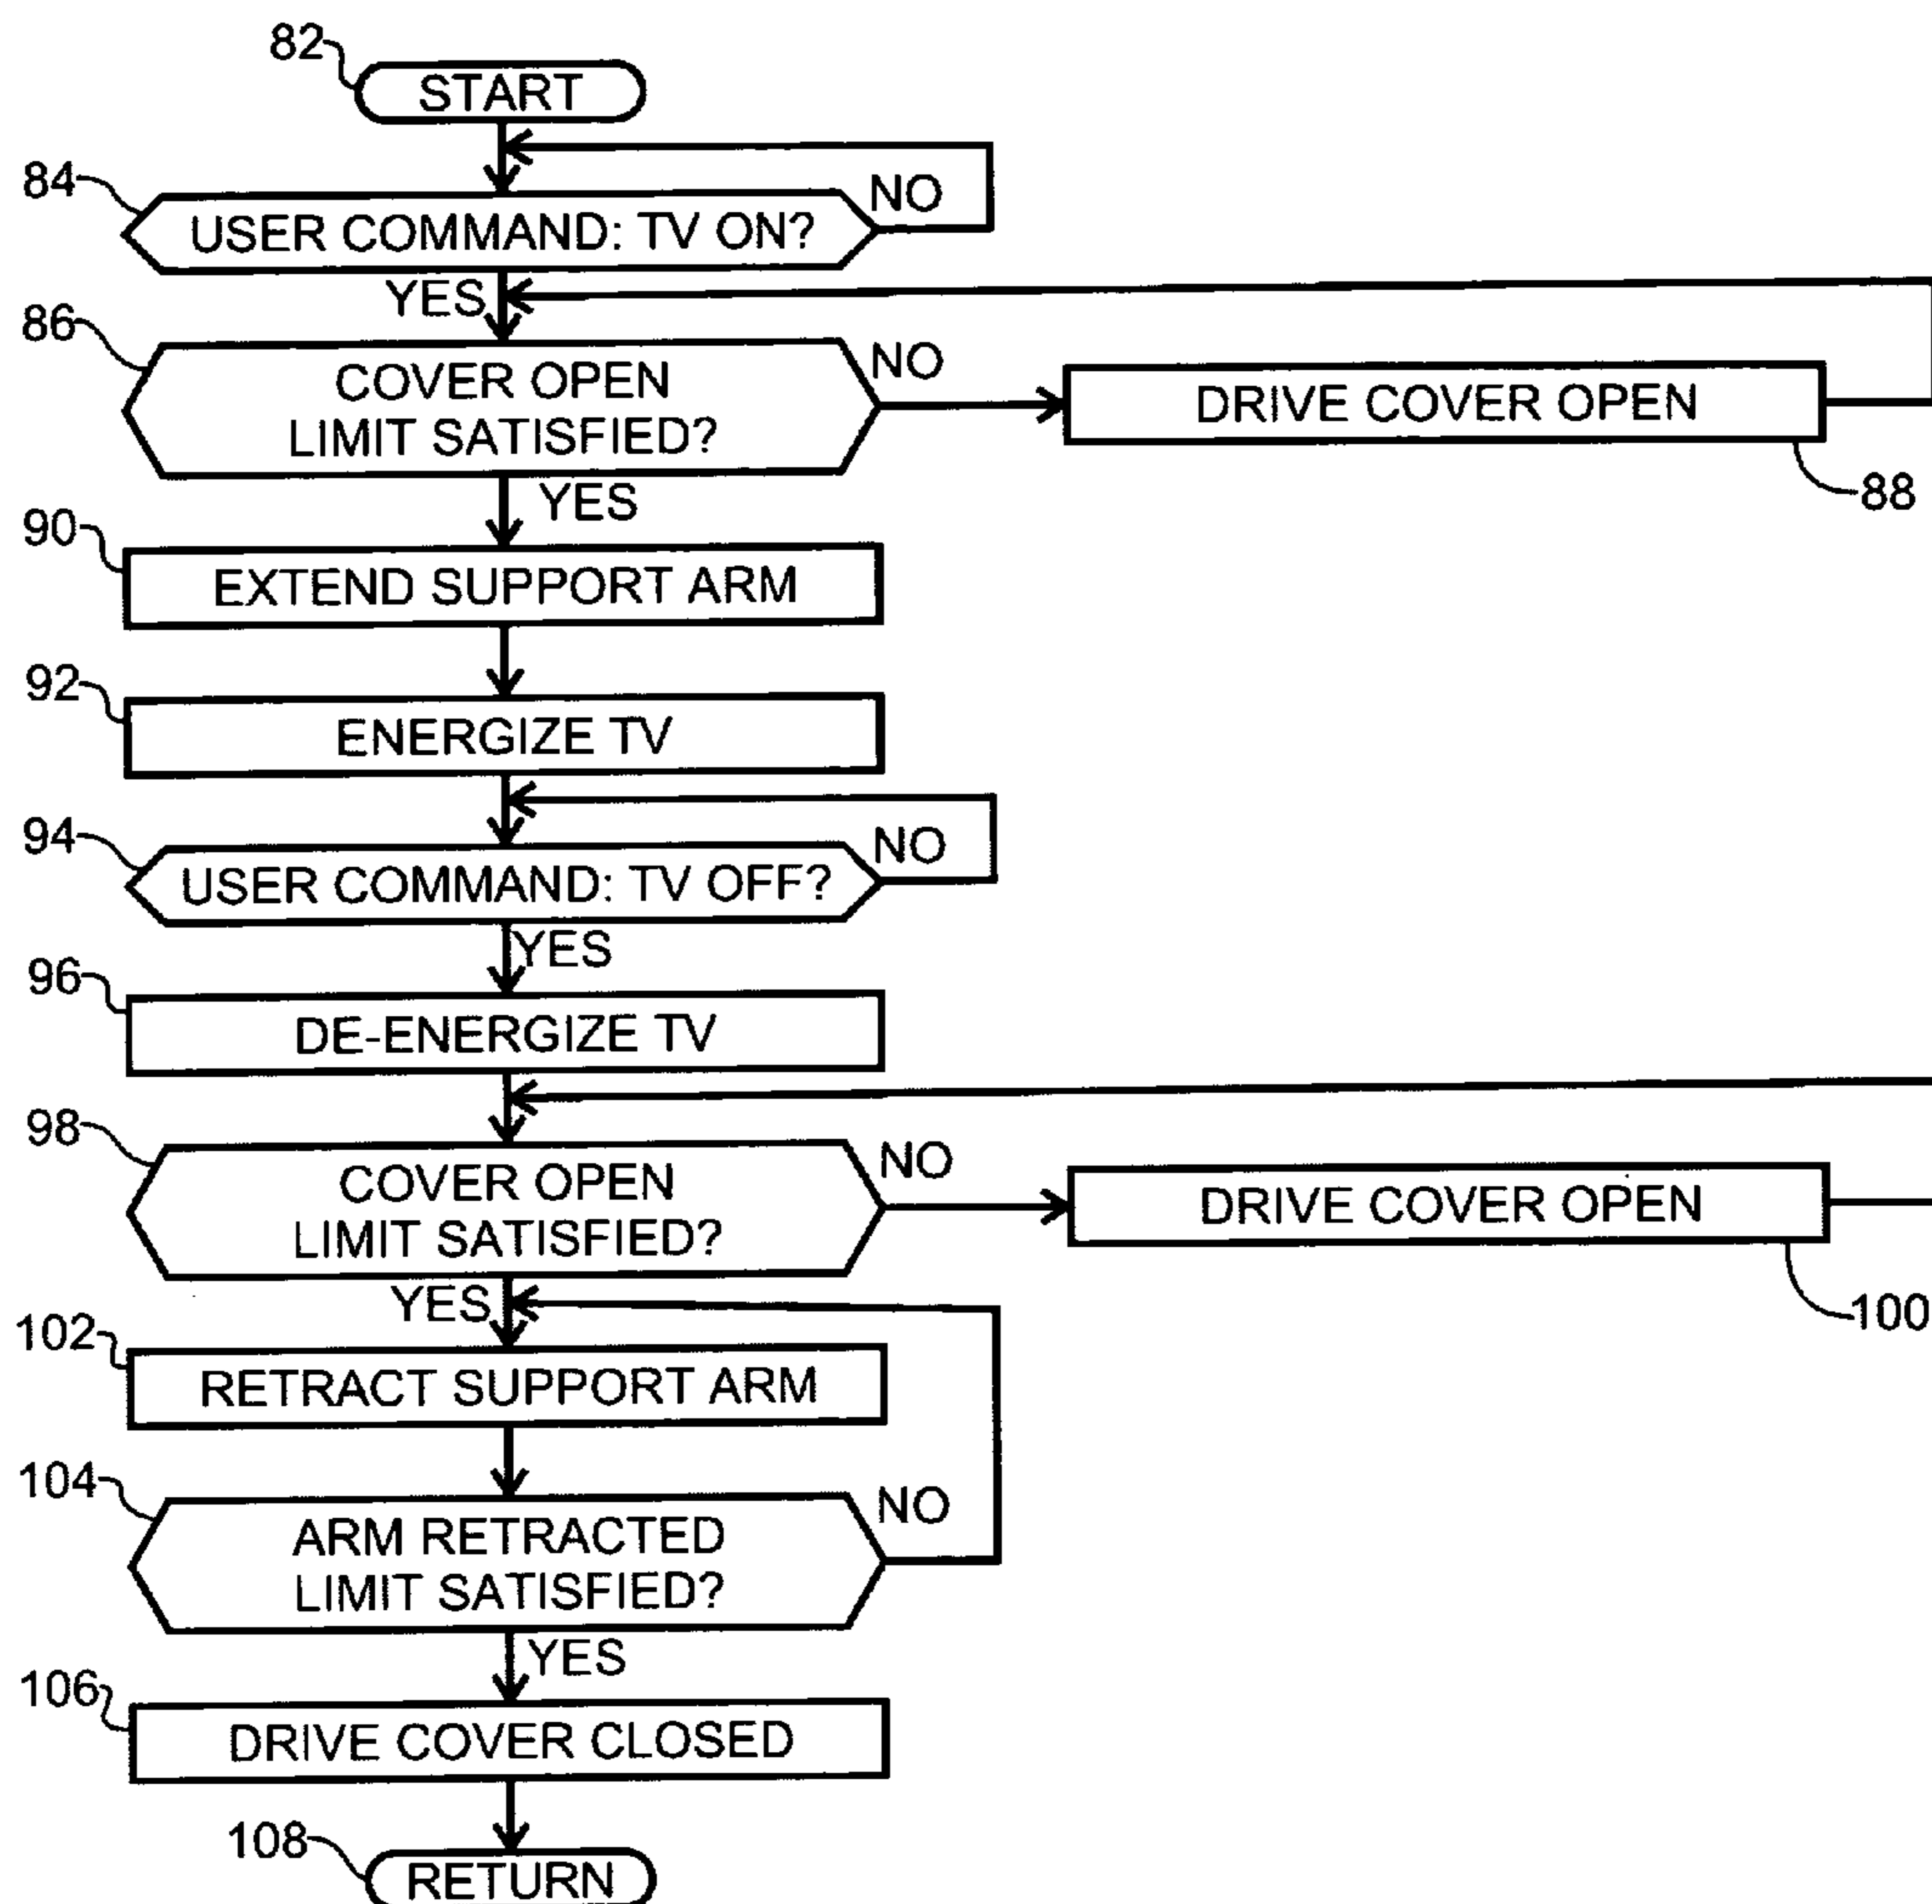 82
START
84
NO
USER COMMAND: TV ON?
YES
86
COVER OPEN
LIMIT SATISFIED?
NO
DRIVE COVER OPEN
88
YES
90
EXTEND SUPPORT ARM
92
ENERGIZE TV
94
NO
USER COMMAND: TV OFF?
YES
96
DE-ENERGIZE TV
98
COVER OPEN
LIMIT SATISFIED?
NO
DRIVE COVER OPEN
100
YES
102
RETRACT SUPPORT ARM
104
NO
ARM RETRACTED
LIMIT SATISFIED?
YES
106
DRIVE COVER CLOSED
108
RETURN